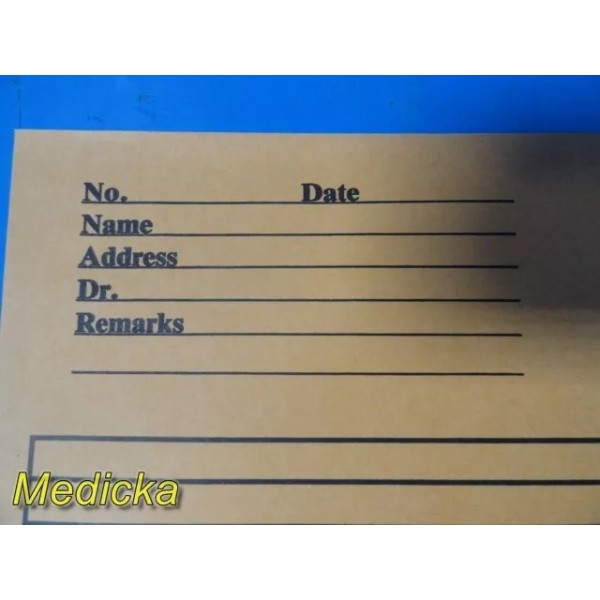 No. Date
Name
Address
Dr.
Remarks
Medicka